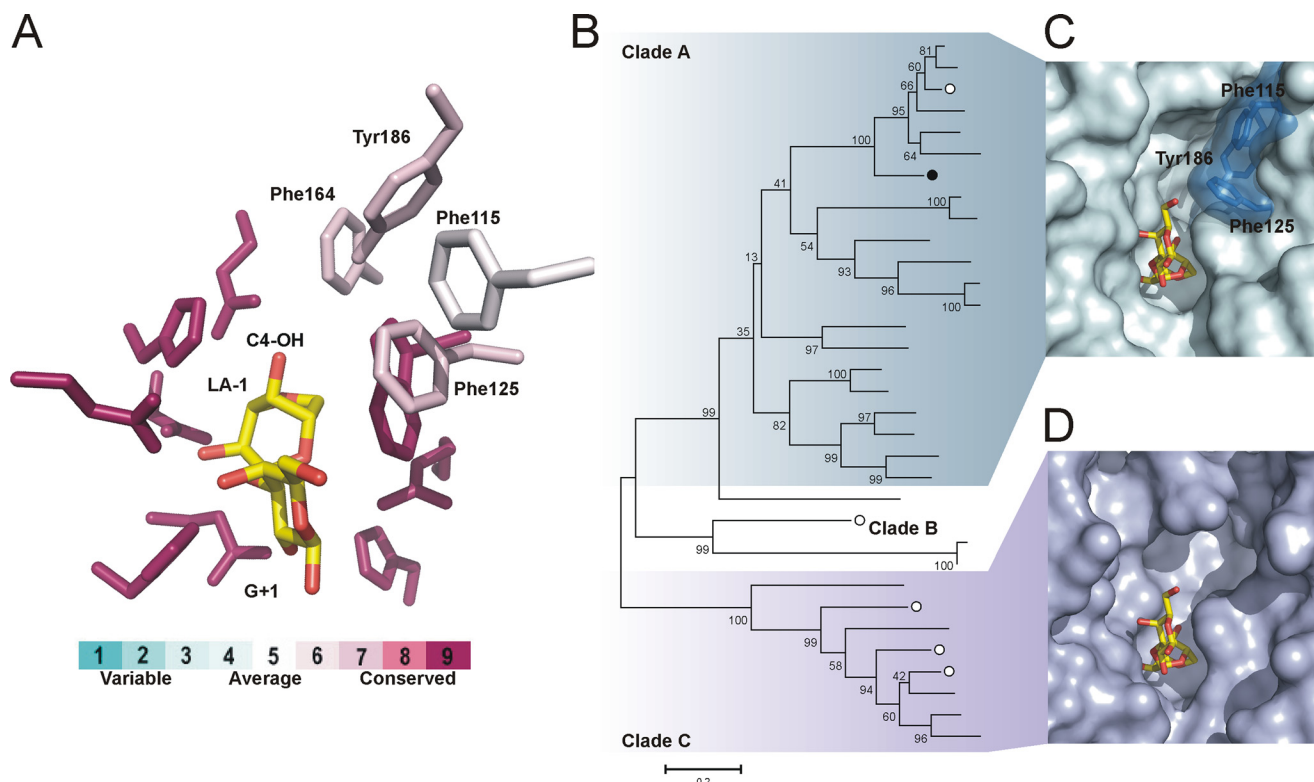 A
Tyr186
Phe164
Phe115
C4-OH
LA-1
Phe125
G+1
1 2 3 4 5 6 7 8 9
Variable Average Conserved
B
Clade A
81
60
66
95
64
100
41
100
54
93
96
100
13
35
97
100
97
82
99
99
99
Clade B
99
100
100
99
58
42
94
60
96
Clade C
0.2
C
Phe115
Tyr186
Phe125
D